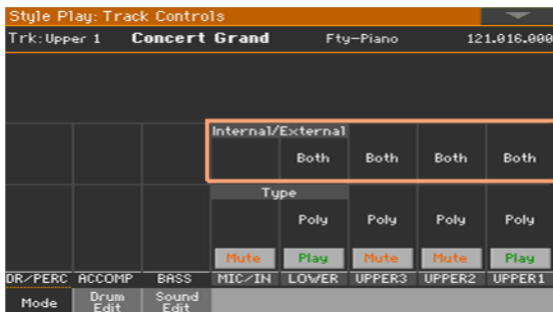 Style Play: Track Controls
Trk:Upper 1 Concert Grand Fty-Piano 121.016.000
Internal/External
Both Both Both Both
Type
Poly Poly Poly Poly
Mute Play Mute Mute Play
DR/PERC ACCOMP BASS MIC/IN LOWER UPPER3 UPPER2 UPPER1
Mode Drum Edit Sound Edit